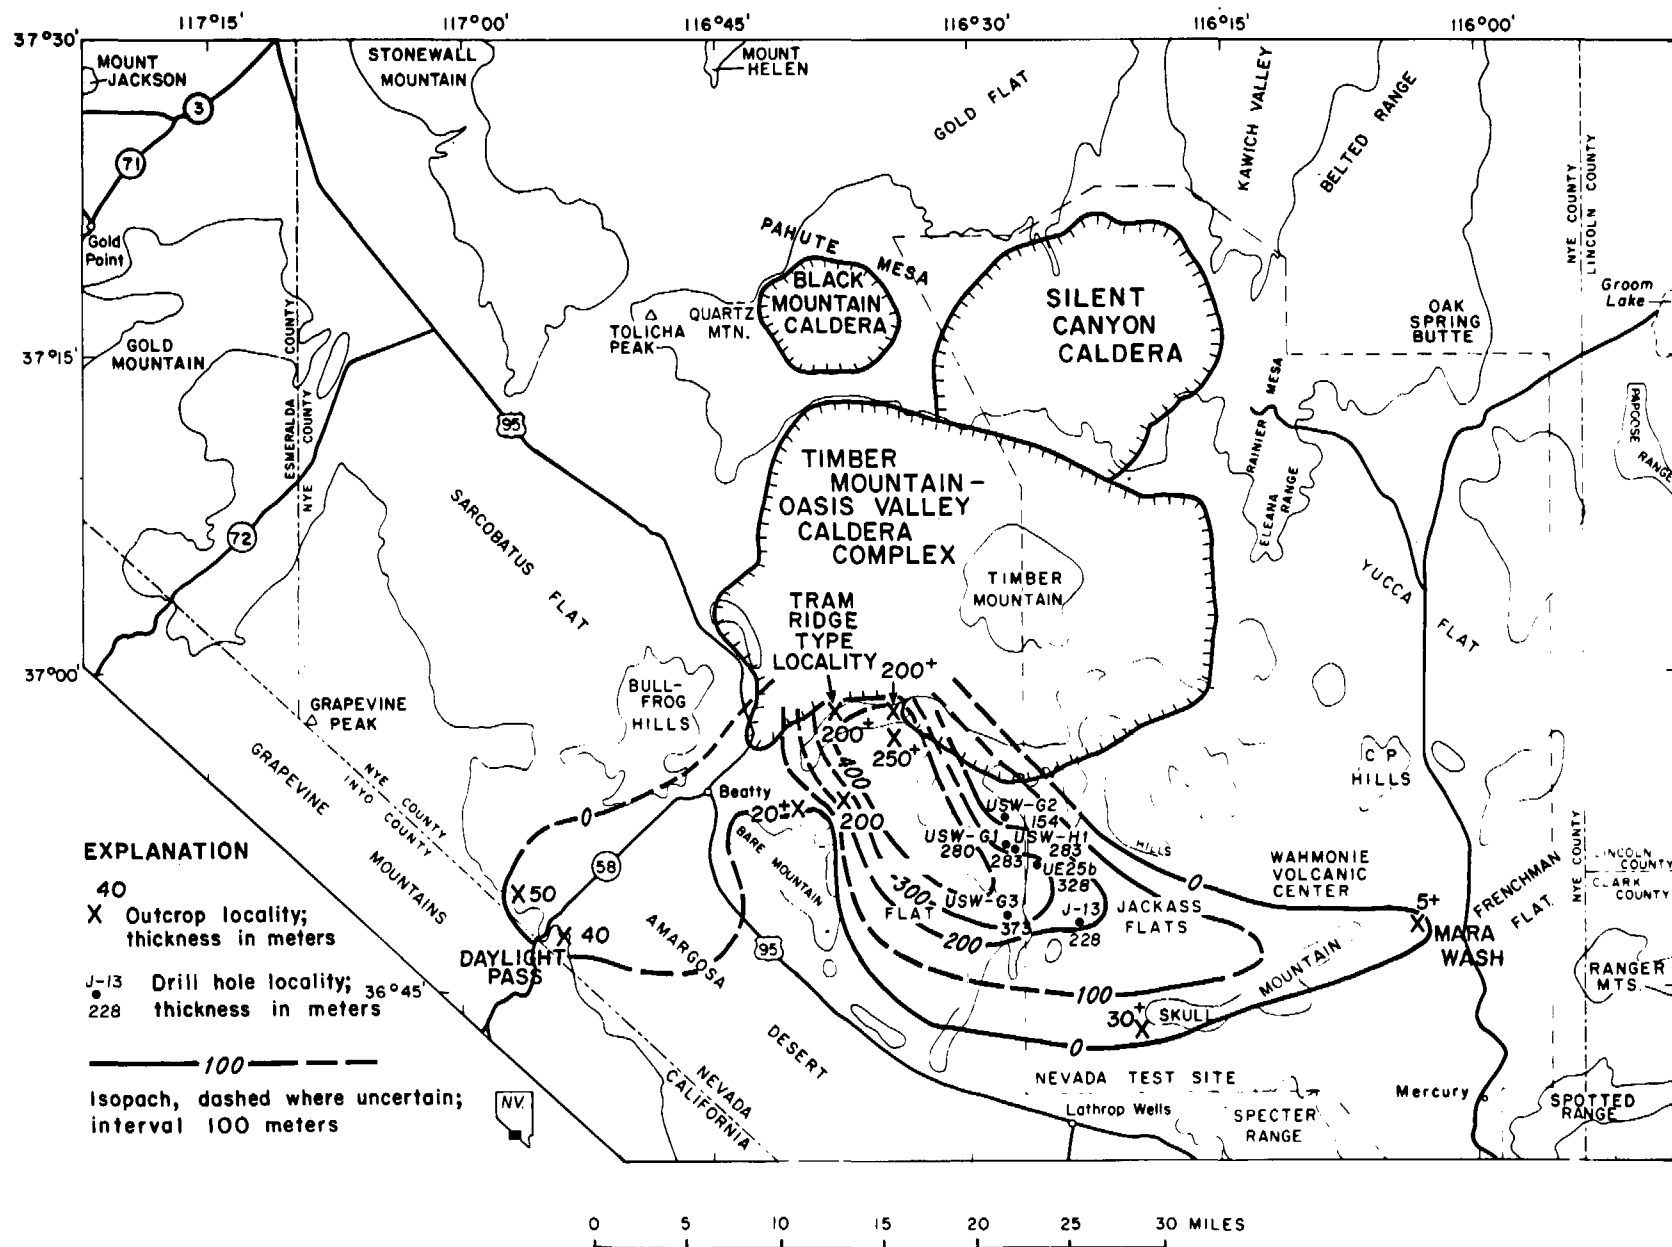 117°15'
117°00'
116°45'
116°30'
116°15'
116°00'
37°30'
MOUNT
JACKSON
STONEWALL
MOUNTAIN
MOUNT
HELEN
GOLD FLAT
KAWICH VALLEY
BELTED RANGE
3
71
NYE COUNTY
LINCOLN COUNTY
Gold
Point
PAHUTE
MESA
BLACK
MOUNTAIN
CALDERA
SILENT
CANYON
CALDERA
Groom
Lake
QUARTZ
MTN.
TOLICHA
PEAK
OAK
SPRING
BUTTE
37°15'
GOLD
MOUNTAIN
ESMERALDA COUNTY
NYE COUNTY
95
RAINIER MESA
ELEANA
RANGE
PAPOOSE
RANGE
TIMBER
MOUNTAIN-
OASIS VALLEY
CALDERA
COMPLEX
SARCOBATUS FLAT
72
TIMBER
MOUNTAIN
YUCCA
FLAT
TRAM
RIDGE
TYPE
LOCALITY
200+
37°00'
BULL-
FROG
HILLS
GRAPEVINE
PEAK
200+
250+
400
C P
HILLS
GRAPEVINE
MOUNTAINS
NYE COUNTY
INYO COUNTY
0
Beatty
20±
200
BARE MOUNTAIN
USW-G2
154
USW-G1
280
USW-H1
283
283
UE25b
328
HILLS
WAHMONIE
VOLCANIC
CENTER
0
NYE COUNTY
LINCOLN
COUNTY
CLARK
COUNTY
FRENCHMAN
FLAT
EXPLANATION
40
X Outcrop locality;
thickness in meters
58
50
40
DAYLIGHT
PASS
AMARGOSA
DESERT
95
300
USW-G3
373
FLAT
200
J-13
228
JACKASS
FLATS
5+
MARA
WASH
J-13
228
Drill hole locality;
thickness in meters
36°45'
100
MOUNTAIN
SKULL
30+
0
RANGER
MTS.
100
Isopach, dashed where uncertain;
interval 100 meters
NV.
NEVADA
CALIFORNIA
NEVADA TEST SITE
Lathrop Wells
SPECTER
RANGE
Mercury
SPOTTED
RANGE
0 5 10 15 20 25 30 MILES